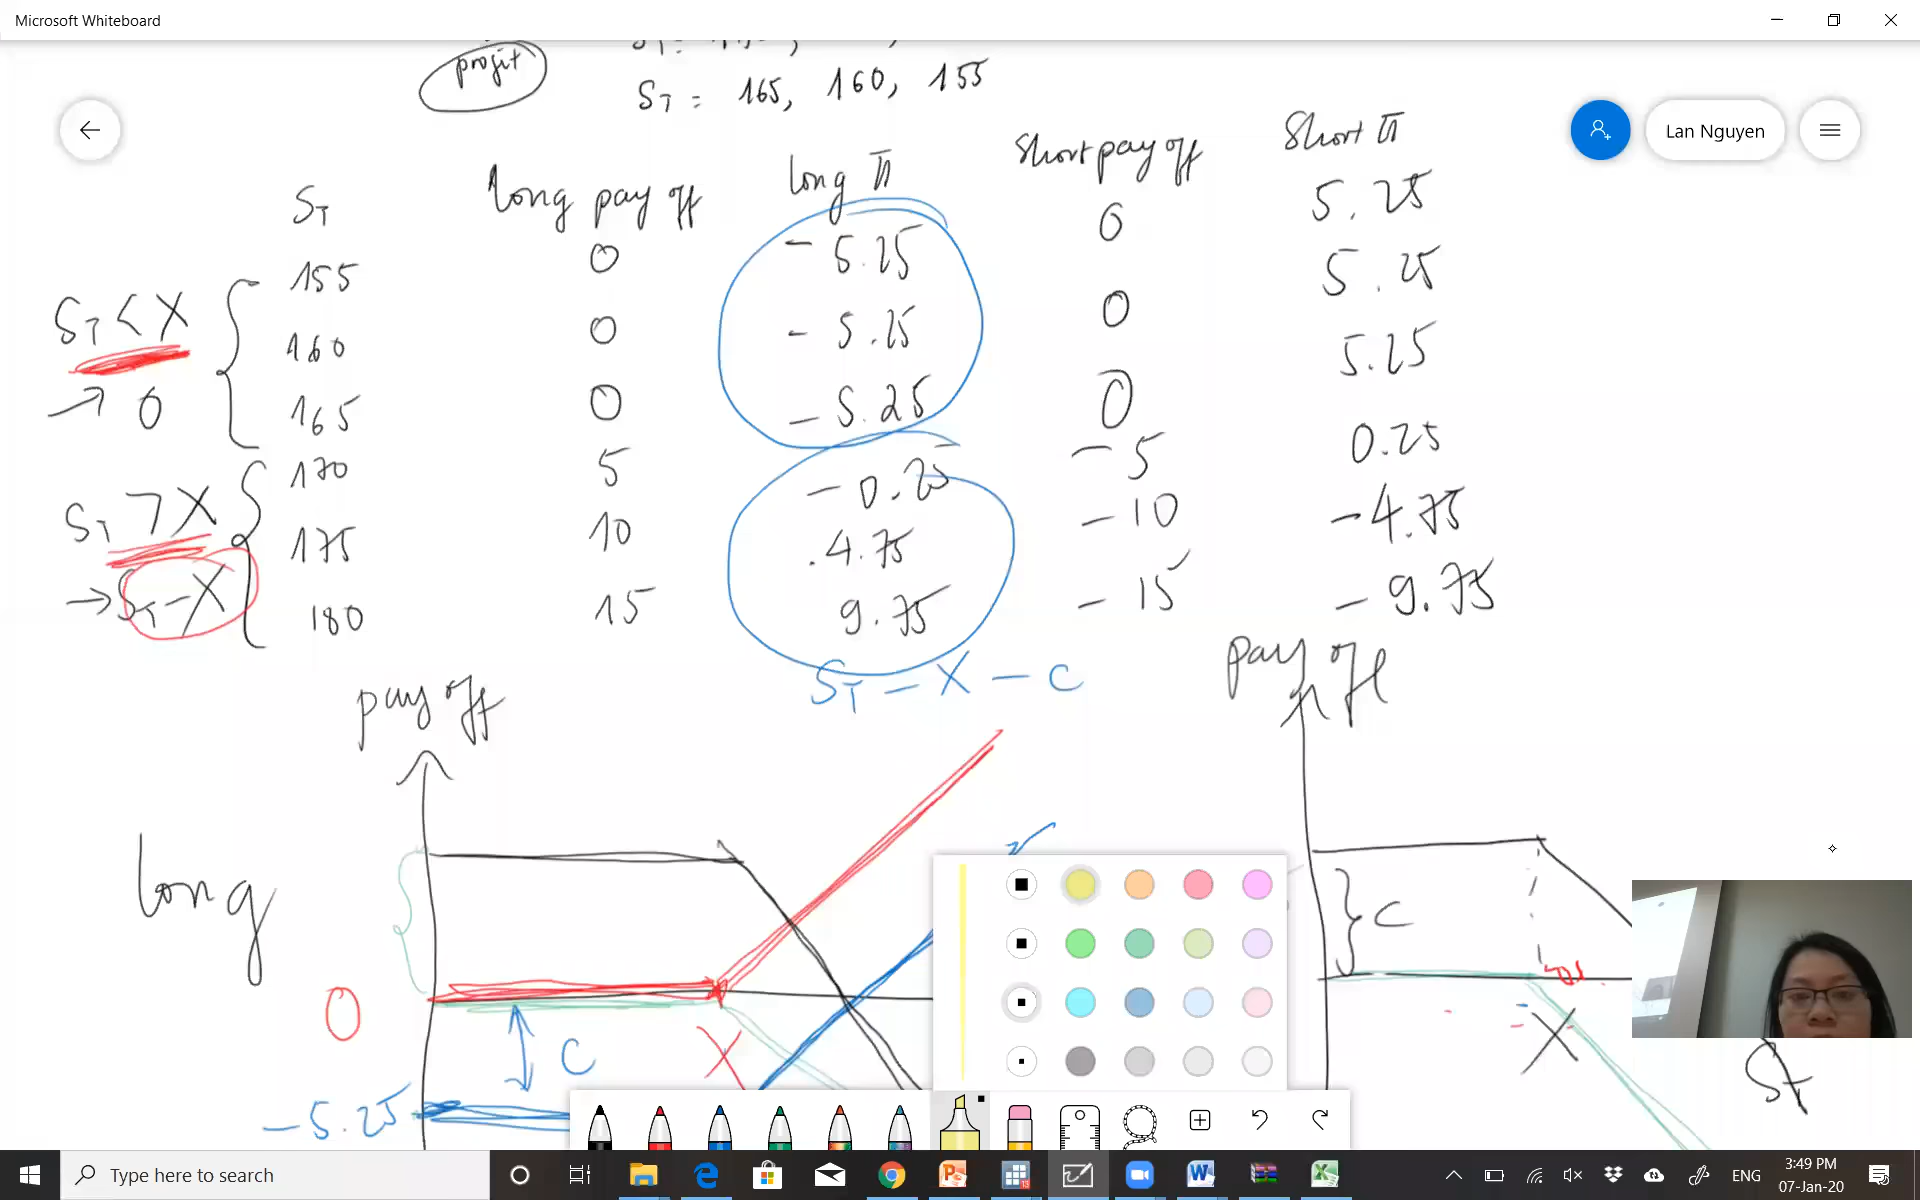 Microsoft Whiteboard
profit
ST = 165, 160, 155
Lan Nguyen
ST long pay off long π short pay off short π
155 0 - 5.25 0 5.25
160 0 - 5.25 0 5.25
165 0 - 5.25 0 5.25
170 5 - 0.25 - 5 0.25
175 10 4.75 - 10 - 4.75
180 15 9.75 - 15 - 9.75
ST < X
→ 0
ST > X
→ ST - X
ST - X - C
pay off
pay off
long
0
C
X
- 5.25
C
X
ST
Type here to search
ENG
3:49 PM
07-Jan-20